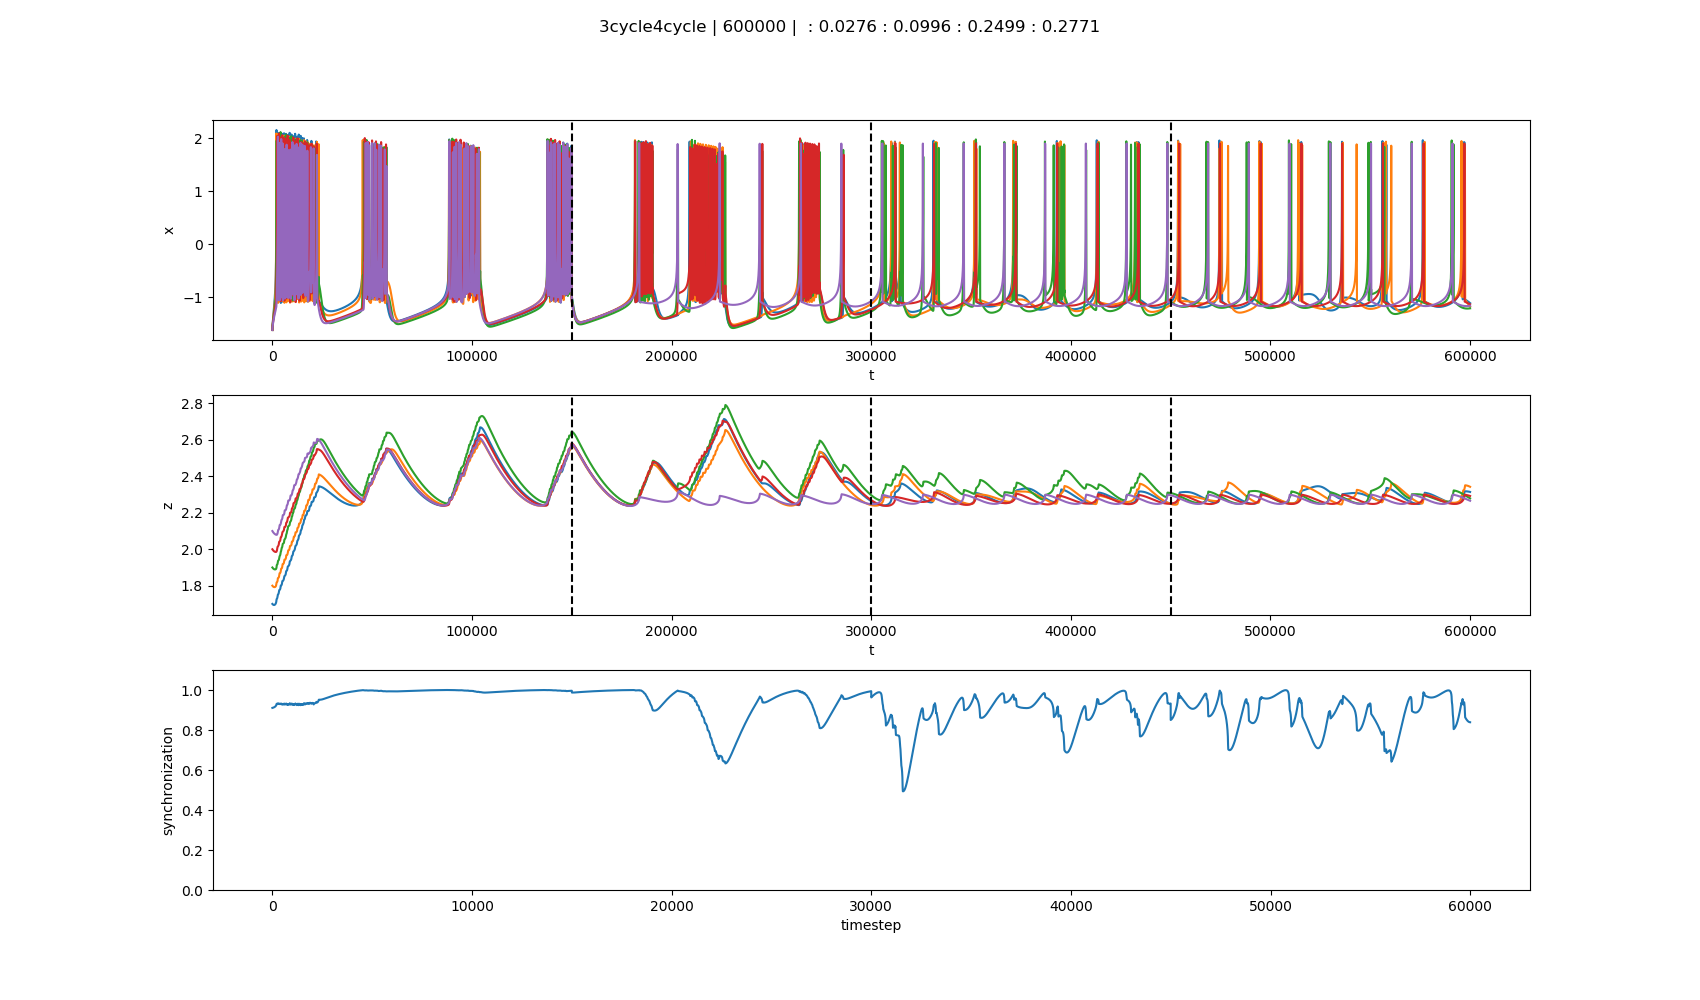 3cycle4cycle | 600000 |  : 0.0276 : 0.0996 : 0.2499 : 0.2771
2
1
0
−1
x
0 100000 200000 300000 400000 500000 600000
t
2.8
2.6
2.4
2.2
2.0
1.8
z
0 100000 200000 300000 400000 500000 600000
t
1.0
0.8
0.6
0.4
0.2
0.0
synchronization
0 10000 20000 30000 40000 50000 60000
timestep